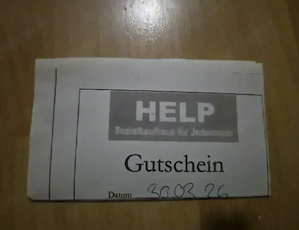 HELP
Sozialkaufhaus für Jedermann
Gutschein
Datum 30.03.26